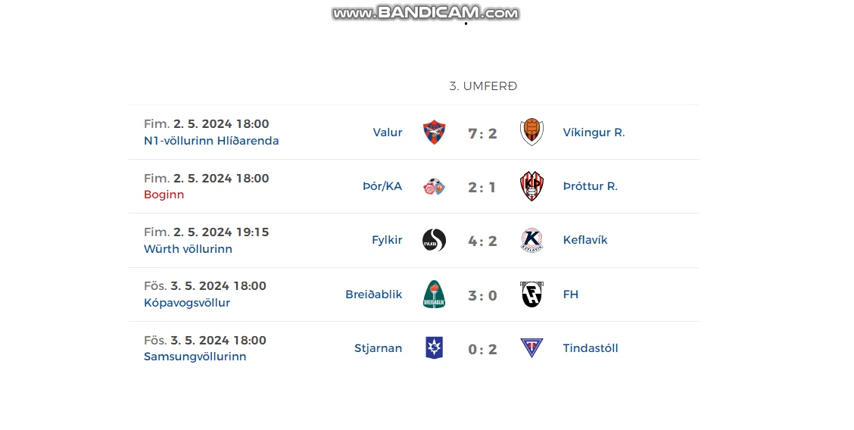 www.BANDICAM.com
3. UMFERÐ
Fim. 2. 5. 2024 18:00
N1-völlurinn Hlíðarenda
Valur 7 : 2 Víkingur R.
Fim. 2. 5. 2024 18:00
Boginn
Þór/KA 2 : 1 Þróttur R.
Fim. 2. 5. 2024 19:15
Würth völlurinn
Fylkir 4 : 2 Keflavík
Fös. 3. 5. 2024 18:00
Kópavogsvöllur
Breiðablik 3 : 0 FH
Fös. 3. 5. 2024 18:00
Samsungvöllurinn
Stjarnan 0 : 2 Tindastóll